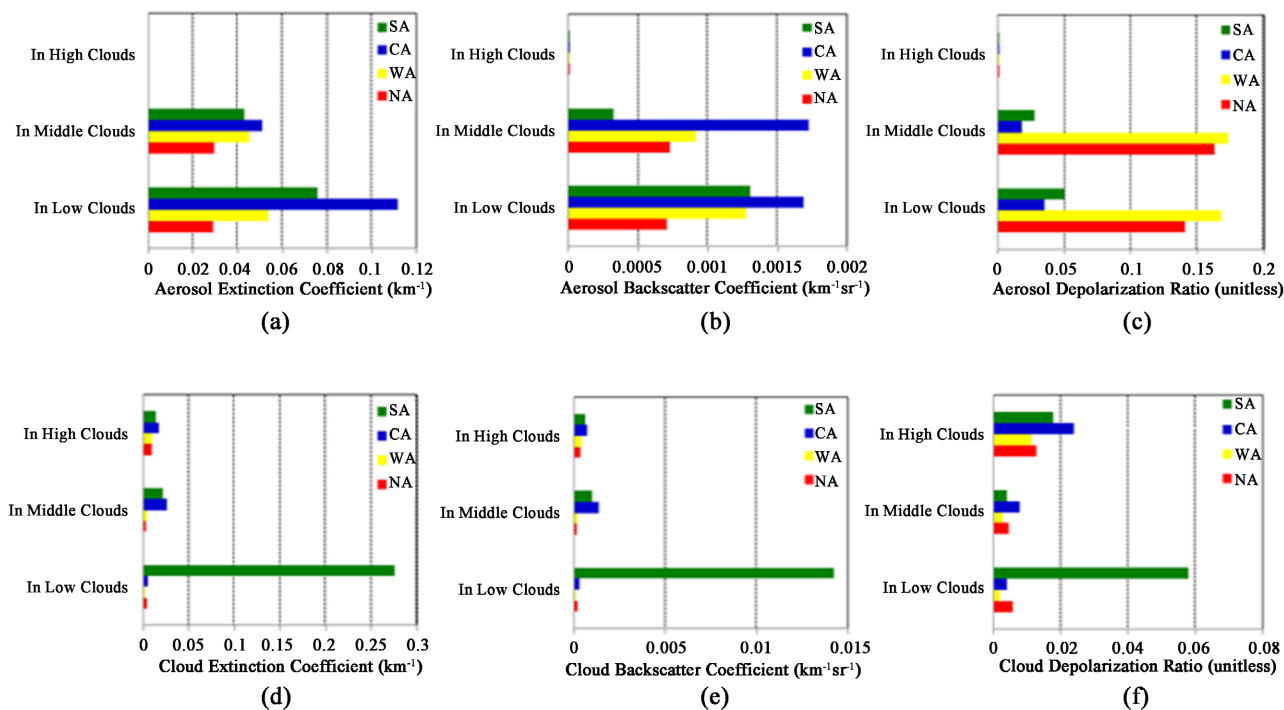 In High Clouds
In Middle Clouds
In Low Clouds
SA
CA
WA
NA
0 0.02 0.04 0.06 0.08 0.1 0.12
Aerosol Extinction Coefficient (km⁻¹)
(a)
In High Clouds
In Middle Clouds
In Low Clouds
SA
CA
WA
NA
0 0.0005 0.001 0.0015 0.002
Aerosol Backscatter Coefficient (km⁻¹sr⁻¹)
(b)
In High Clouds
In Middle Clouds
In Low Clouds
SA
CA
WA
NA
0 0.05 0.1 0.15 0.2
Aerosol Depolarization Ratio (unitless)
(c)
In High Clouds
In Middle Clouds
In Low Clouds
SA
CA
WA
NA
0 0.05 0.1 0.15 0.2 0.25 0.3
Cloud Extinction Coefficient (km⁻¹)
(d)
In High Clouds
In Middle Clouds
In Low Clouds
SA
CA
WA
NA
0 0.005 0.01 0.015
Cloud Backscatter Coefficient (km⁻¹sr⁻¹)
(e)
In High Clouds
In Middle Clouds
In Low Clouds
SA
CA
WA
NA
0 0.02 0.04 0.06 0.08
Cloud Depolarization Ratio (unitless)
(f)